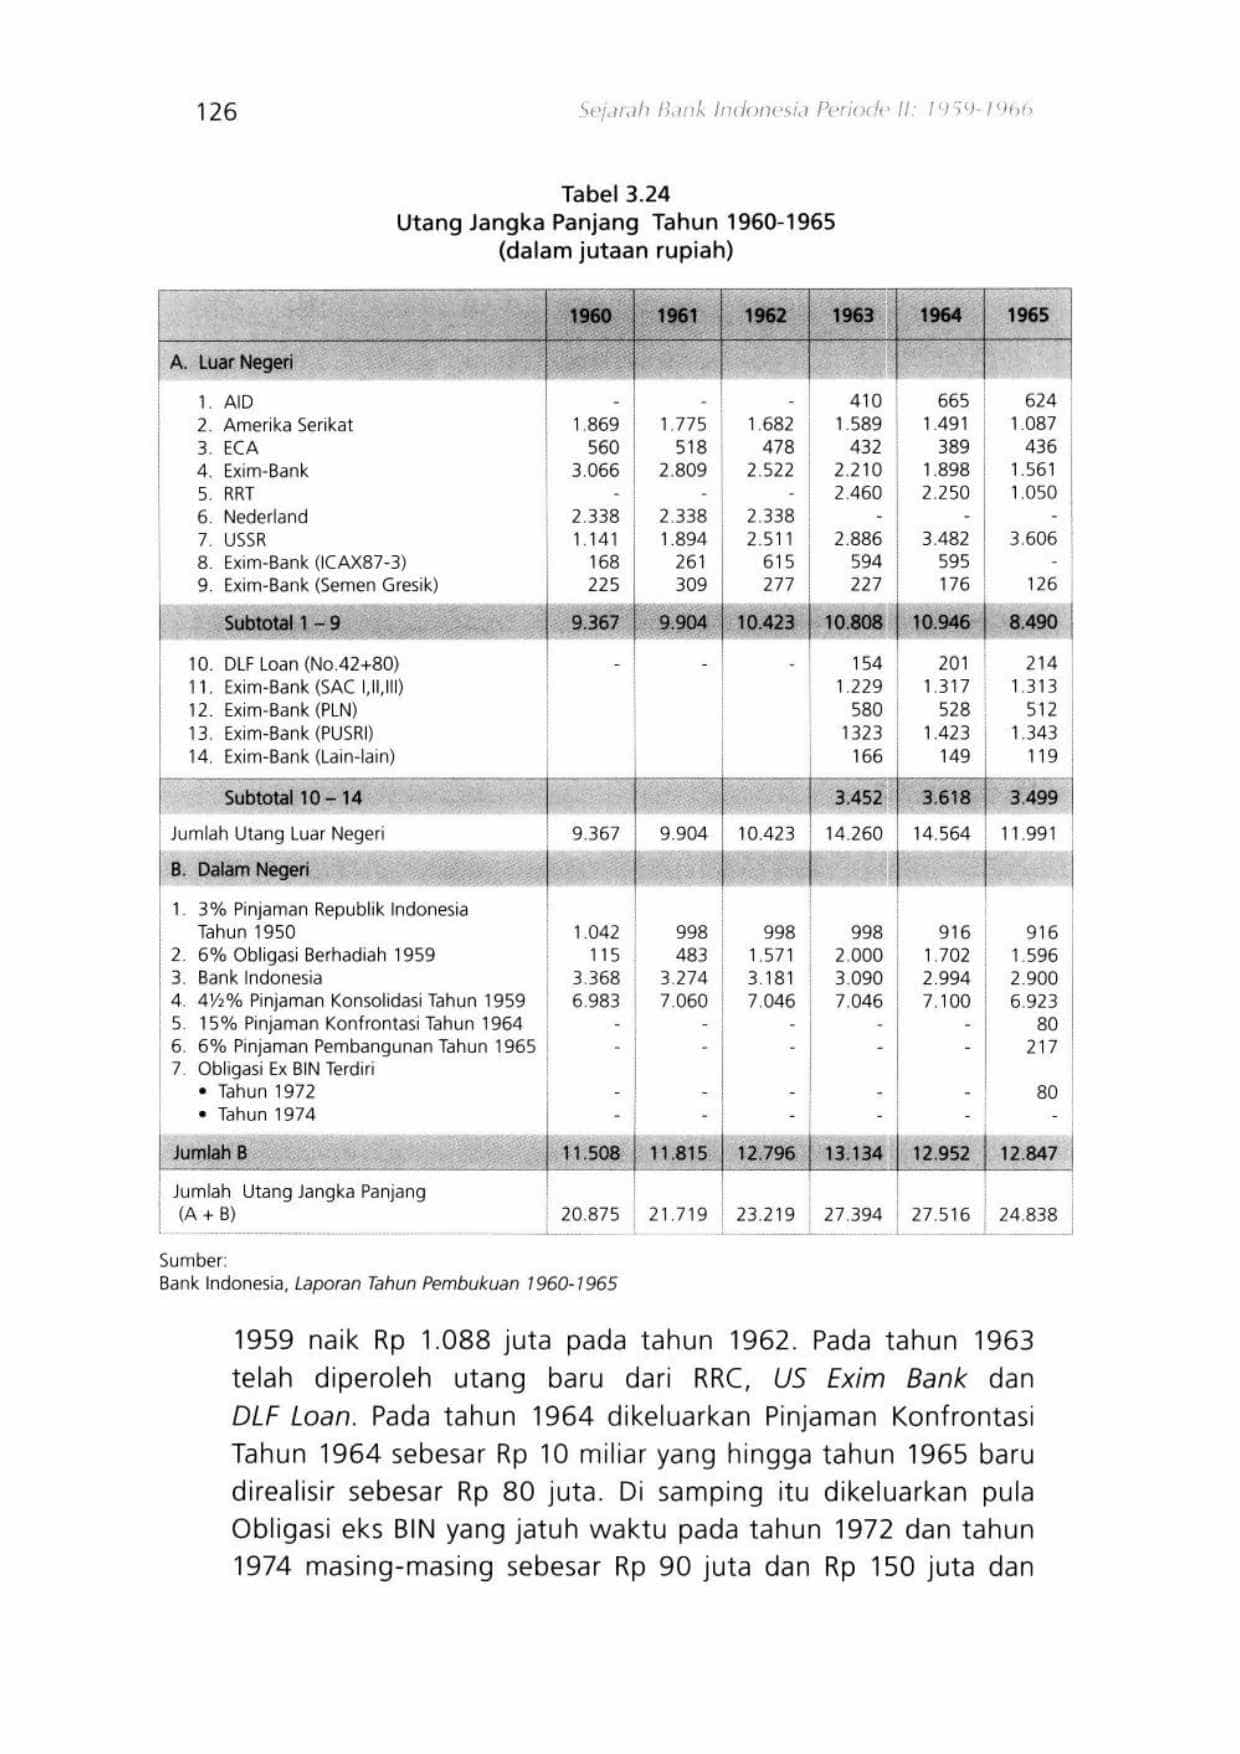 126
Sejarah Bank Indonesia Periode II: 1959-1966
Tabel 3.24
Utang Jangka Panjang Tahun 1960-1965
(dalam jutaan rupiah)
1960 1961 1962 1963 1964 1965
A. Luar Negeri
1. AID - - - 410 665 624
2. Amerika Serikat 1.869 1.775 1.682 1.589 1.491 1.087
3. ECA 560 518 478 432 389 436
4. Exim-Bank 3.066 2.809 2.522 2.210 1.898 1.561
5. RRT - - - 2.460 2.250 1.050
6. Nederland 2.338 2.338 2.338 - - -
7. USSR 1.141 1.894 2.511 2.886 3.482 3.606
8. Exim-Bank (ICAX87-3) 168 261 615 594 595 -
9. Exim-Bank (Semen Gresik) 225 309 277 227 176 126
Subtotal 1 – 9 9.367 9.904 10.423 10.808 10.946 8.490
10. DLF Loan (No.42+80) - - - 154 201 214
11. Exim-Bank (SAC I,II,III) 1.229 1.317 1.313
12. Exim-Bank (PLN) 580 528 512
13. Exim-Bank (PUSRI) 1323 1.423 1.343
14. Exim-Bank (Lain-lain) 166 149 119
Subtotal 10 – 14 3.452 3.618 3.499
Jumlah Utang Luar Negeri 9.367 9.904 10.423 14.260 14.564 11.991
B. Dalam Negeri
1. 3% Pinjaman Republik Indonesia
Tahun 1950 1.042 998 998 998 916 916
2. 6% Obligasi Berhadiah 1959 115 483 1.571 2.000 1.702 1.596
3. Bank Indonesia 3.368 3.274 3.181 3.090 2.994 2.900
4. 4½% Pinjaman Konsolidasi Tahun 1959 6.983 7.060 7.046 7.046 7.100 6.923
5. 15% Pinjaman Konfrontasi Tahun 1964 - - - - - 80
6. 6% Pinjaman Pembangunan Tahun 1965 - - - - - 217
7. Obligasi Ex BIN Terdiri
• Tahun 1972 - - - - - 80
• Tahun 1974 - - - - - -
Jumlah B 11.508 11.815 12.796 13.134 12.952 12.847
Jumlah Utang Jangka Panjang
(A + B) 20.875 21.719 23.219 27.394 27.516 24.838
Sumber:
Bank Indonesia, Laporan Tahun Pembukuan 1960-1965
1959 naik Rp 1.088 juta pada tahun 1962. Pada tahun 1963
telah diperoleh utang baru dari RRC, US Exim Bank dan
DLF Loan. Pada tahun 1964 dikeluarkan Pinjaman Konfrontasi
Tahun 1964 sebesar Rp 10 miliar yang hingga tahun 1965 baru
direalisir sebesar Rp 80 juta. Di samping itu dikeluarkan pula
Obligasi eks BIN yang jatuh waktu pada tahun 1972 dan tahun
1974 masing-masing sebesar Rp 90 juta dan Rp 150 juta dan